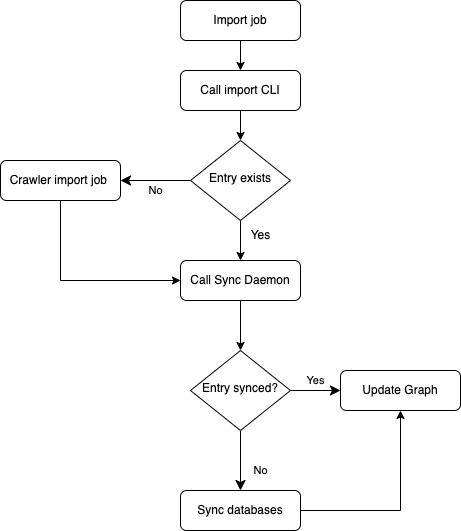 Import job
Call import CLI
Entry exists
Crawler import job
No
Yes
Call Sync Daemon
Entry synced?
Yes
Update Graph
No
Sync databases